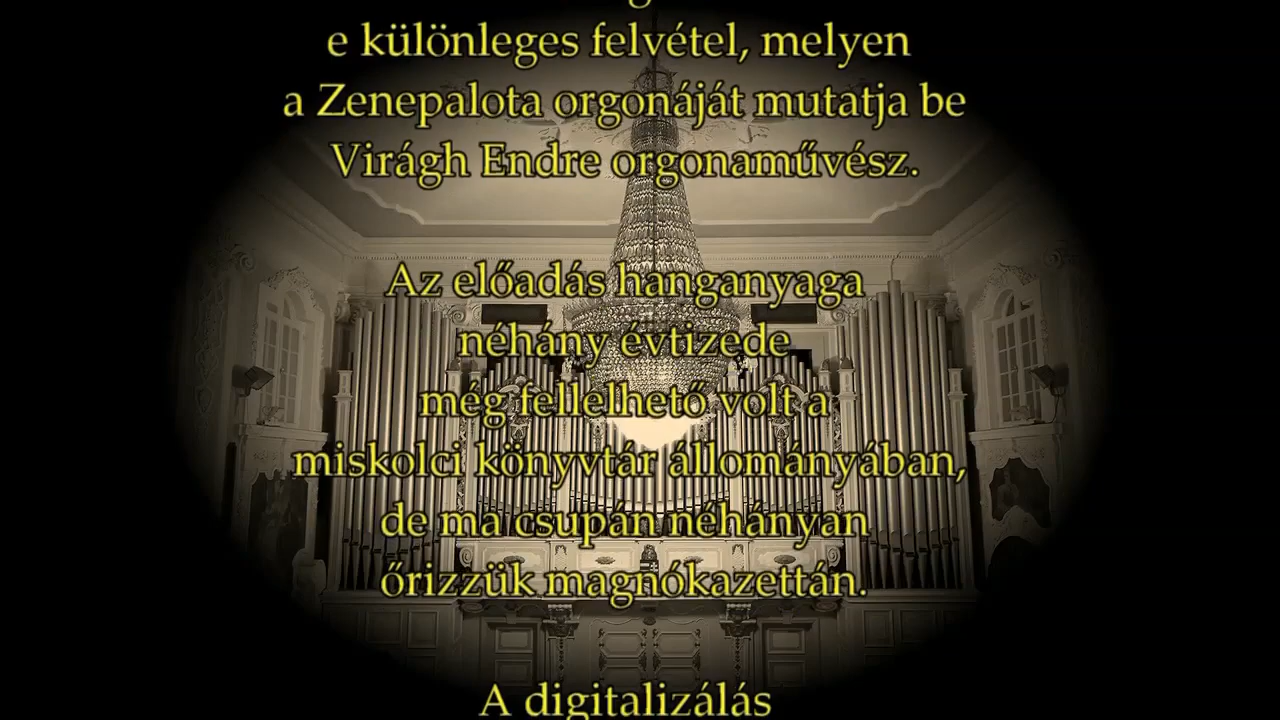 e különleges felvétel, melyen
a Zenepalota orgonáját mutatja be
Virágh Endre orgonaművész.
Az előadás hanganyaga
néhány évtizede
még fellelhető volt a
miskolci könyvtár állományában,
de ma csupán néhányan
őrizzük magnókazettán.
A digitalizálás